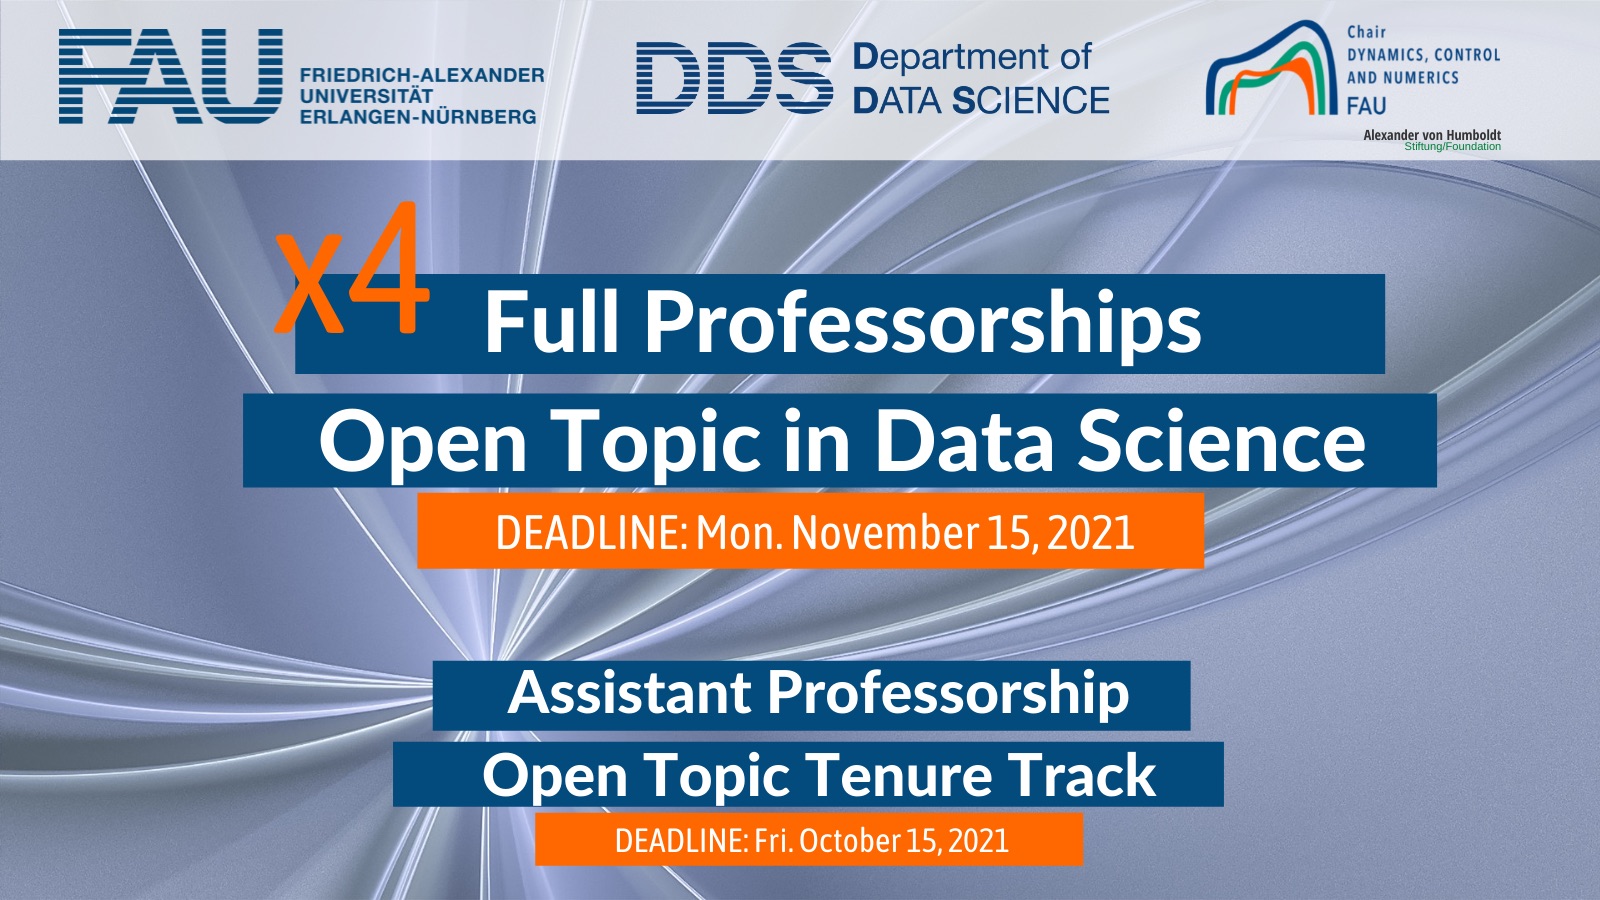 FAU
FRIEDRICH-ALEXANDER
UNIVERSITÄT
ERLANGEN-NÜRNBERG
DDS
Department of
DATA SCIENCE
Chair
DYNAMICS, CONTROL
AND NUMERICS
FAU
Alexander von Humboldt
Stiftung/Foundation
x4
Full Professorships
Open Topic in Data Science
DEADLINE: Mon. November 15, 2021
Assistant Professorship
Open Topic Tenure Track
DEADLINE: Fri. October 15, 2021